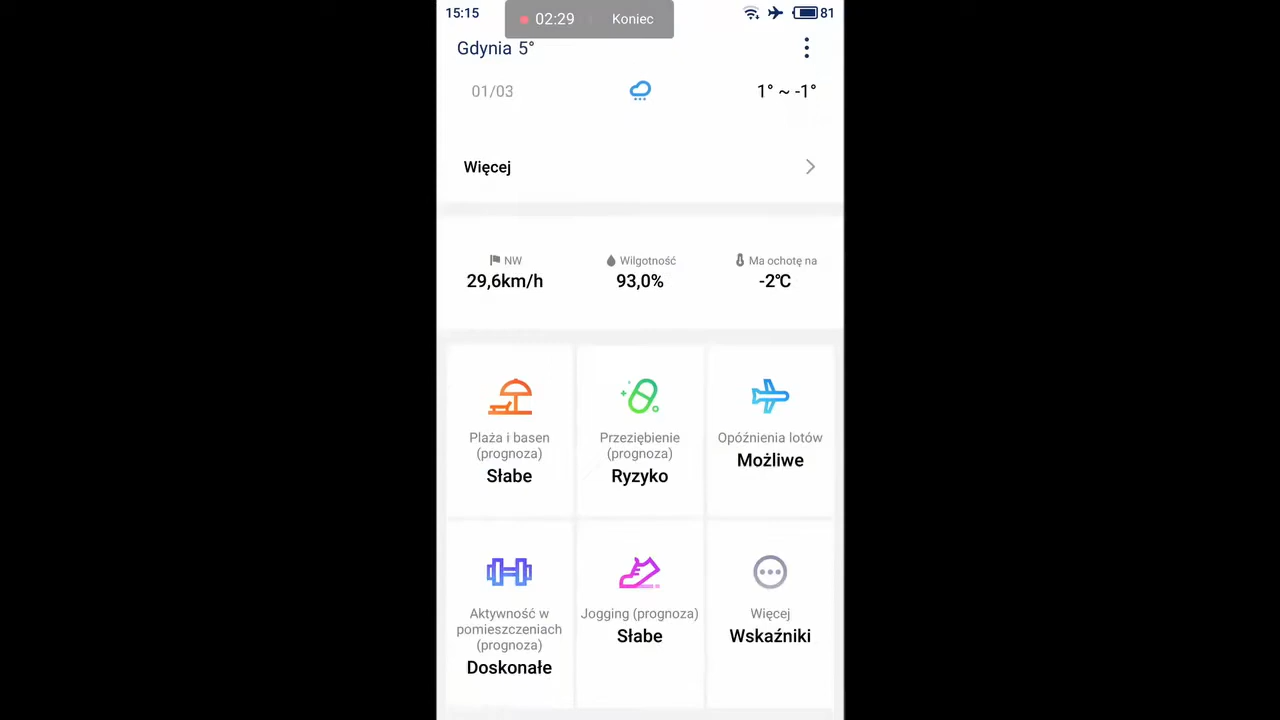 15:15
02:29
Koniec
81
Gdynia 5°
01/03
1° ~ -1°
Więcej
NW
29,6km/h
Wilgotność
93,0%
Ma ochotę na
-2℃
Plaża i basen
(prognoza)
Słabe
Przeziębienie
(prognoza)
Ryzyko
Opóźnienia lotów
Możliwe
Aktywność w
pomieszczeniach
(prognoza)
Doskonałe
Jogging (prognoza)
Słabe
Więcej
Wskaźniki